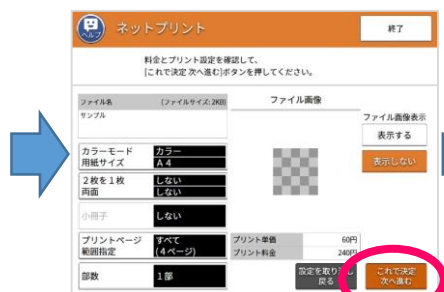 ヘルプ
ネットプリント
終了
料金とプリント設定を確認して、
[これで決定 次へ進む]ボタンを押してください。
ファイル名 (ファイルサイズ:2KB)
サンプル
ファイル画像
ファイル画像表示
表示する
表示しない
カラーモード カラー
用紙サイズ A4
2枚を1枚 しない
両面 しない
小冊子 しない
プリントページ すべて
範囲指定 (4ページ)
部数 1部
プリント単価 60円
プリント料金 240円
設定を取り消し
戻る
これで決定
次へ進む